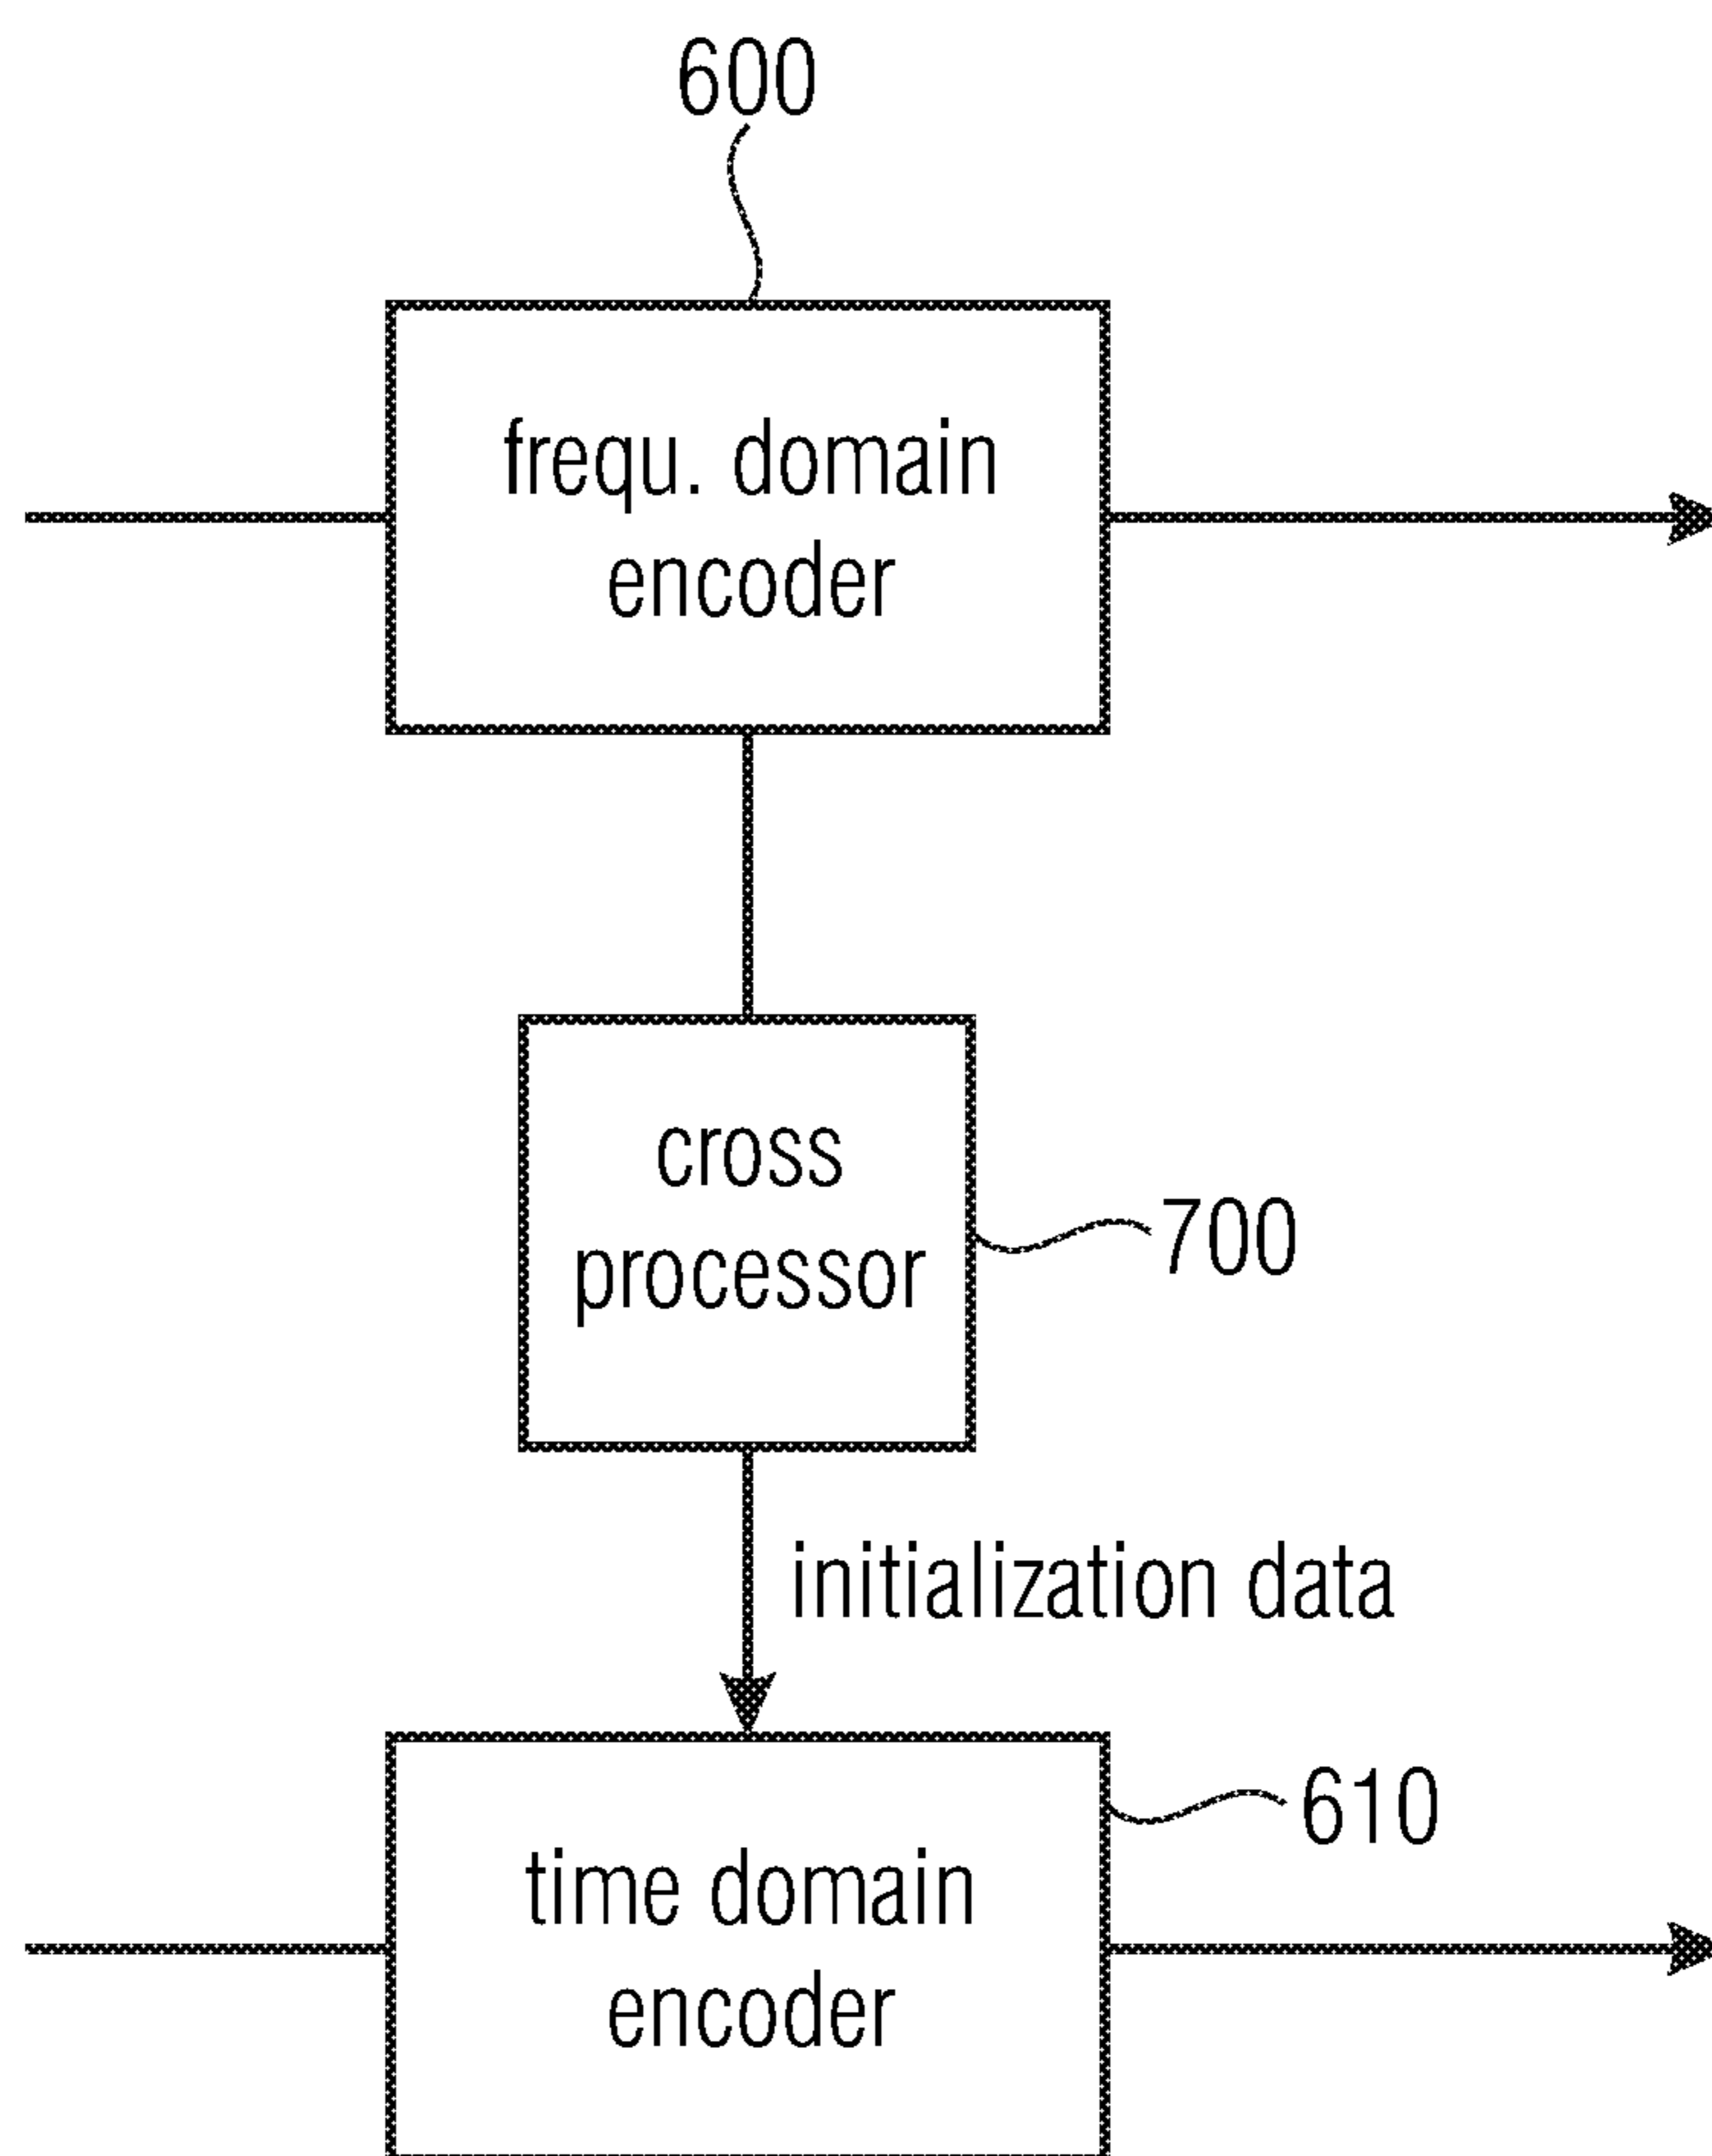 600
frequ. domain
encoder
cross
processor
700
initialization data
610
time domain
encoder